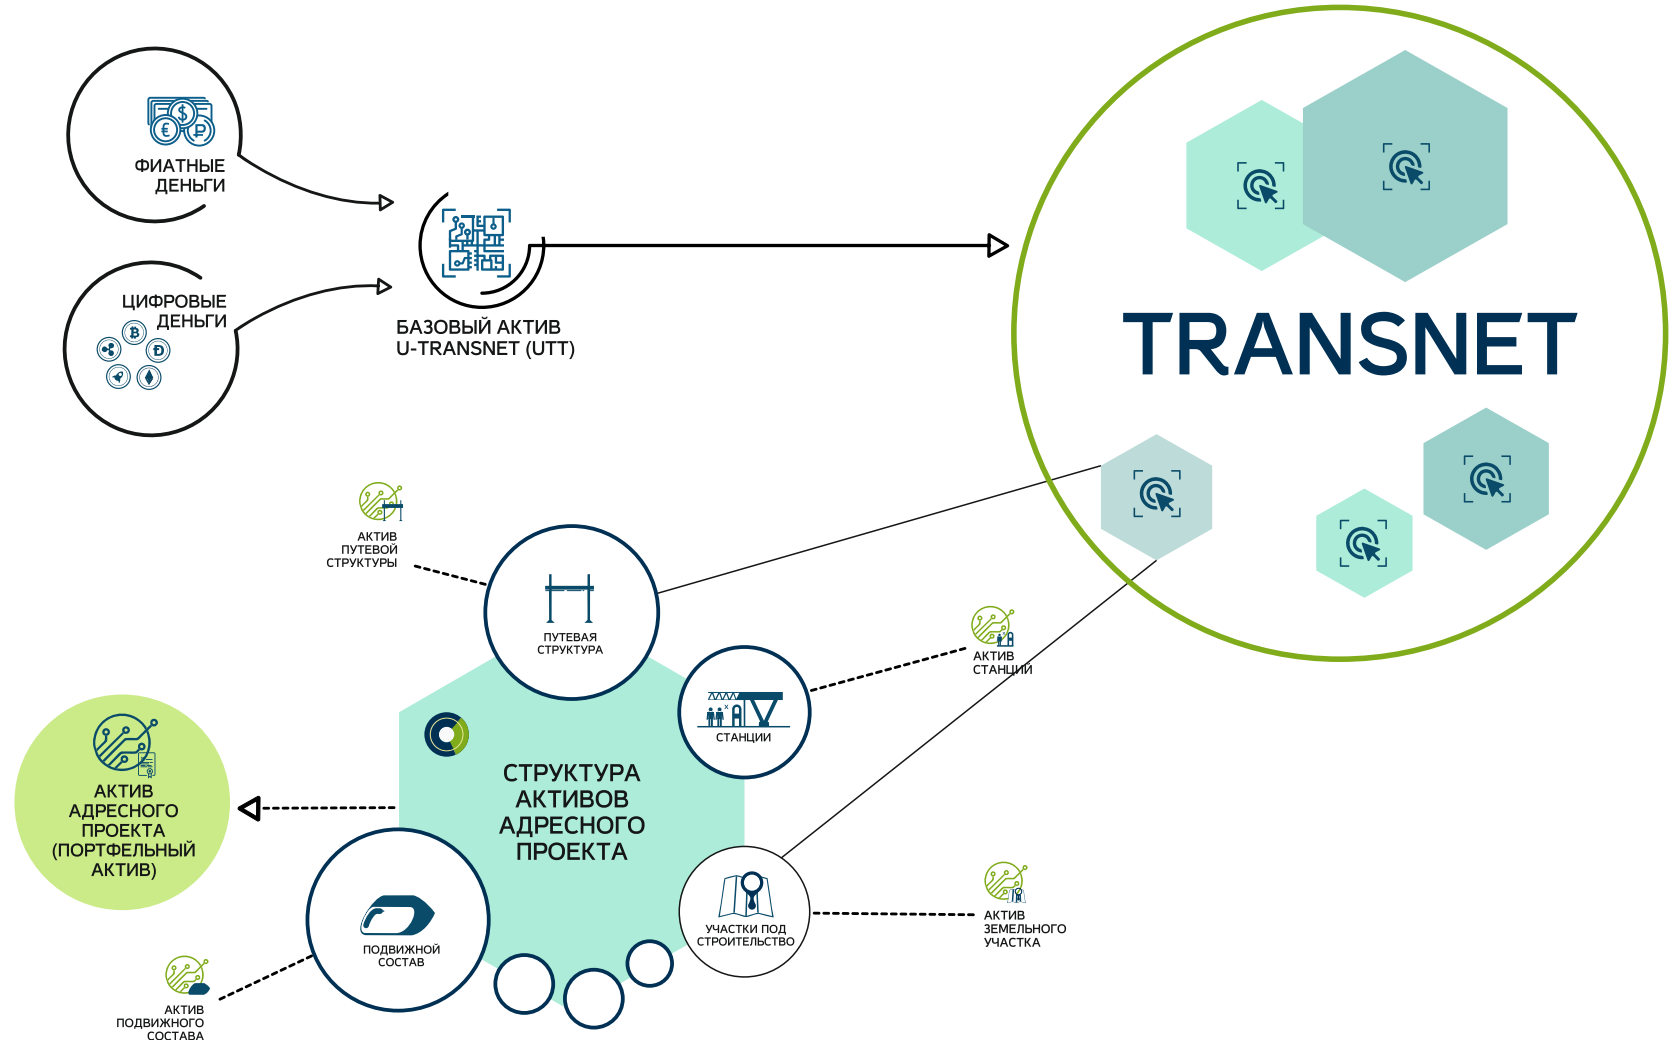 ФИАТНЫЕ
ДЕНЬГИ
ЦИФРОВЫЕ
ДЕНЬГИ
БАЗОВЫЙ АКТИВ
U-TRANSNET (UTT)
TRANSNET
АКТИВ
ПУТЕВОЙ
СТРУКТУРЫ
ПУТЕВАЯ
СТРУКТУРА
АКТИВ
СТАНЦИИ
СТАНЦИИ
СТРУКТУРА
АКТИВОВ
АДРЕСНОГО
ПРОЕКТА
АКТИВ
АДРЕСНОГО
ПРОЕКТА
(ПОРТФЕЛЬНЫЙ
АКТИВ)
УЧАСТКИ ПОД
СТРОИТЕЛЬСТВО
АКТИВ
ЗЕМЕЛЬНОГО
УЧАСТКА
ПОДВИЖНОЙ
СОСТАВ
АКТИВ
ПОДВИЖНОГО
СОСТАВА